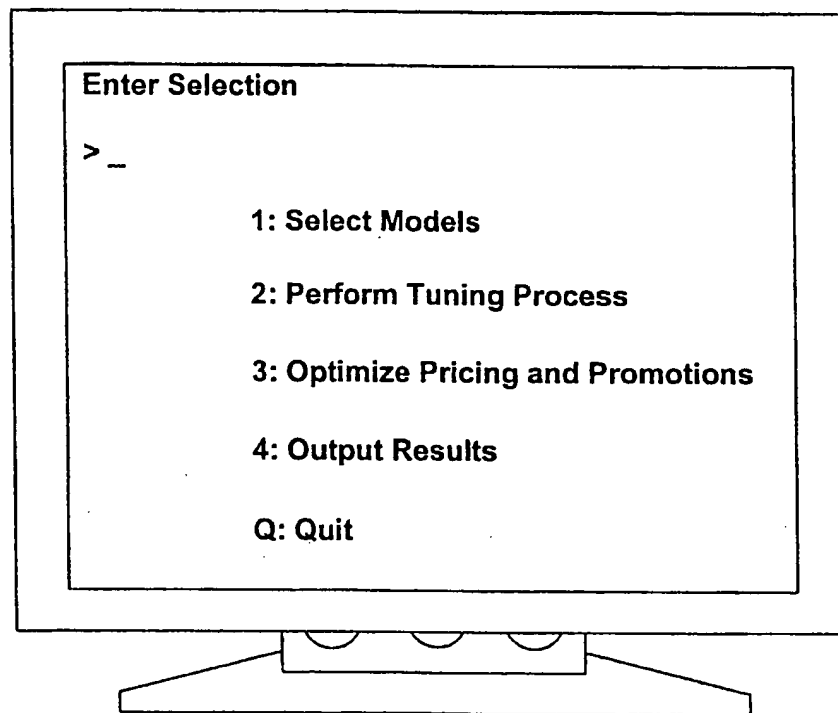 Enter Selection
> _
1: Select Models
2: Perform Tuning Process
3: Optimize Pricing and Promotions
4: Output Results
Q: Quit